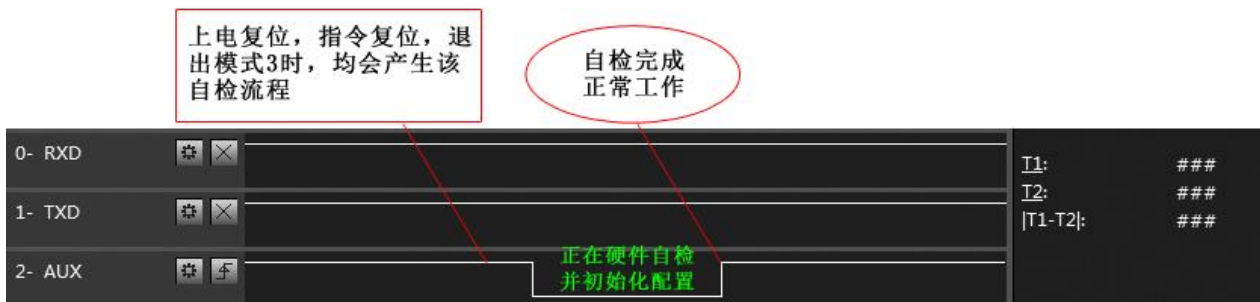 上电复位，指令复位，退
出模式3时，均会产生该
自检流程
自检完成
正常工作
0- RXD
1- TXD
2- AUX
正在硬件自检
并初始化配置
T1: ###
T2: ###
|T1-T2|: ###